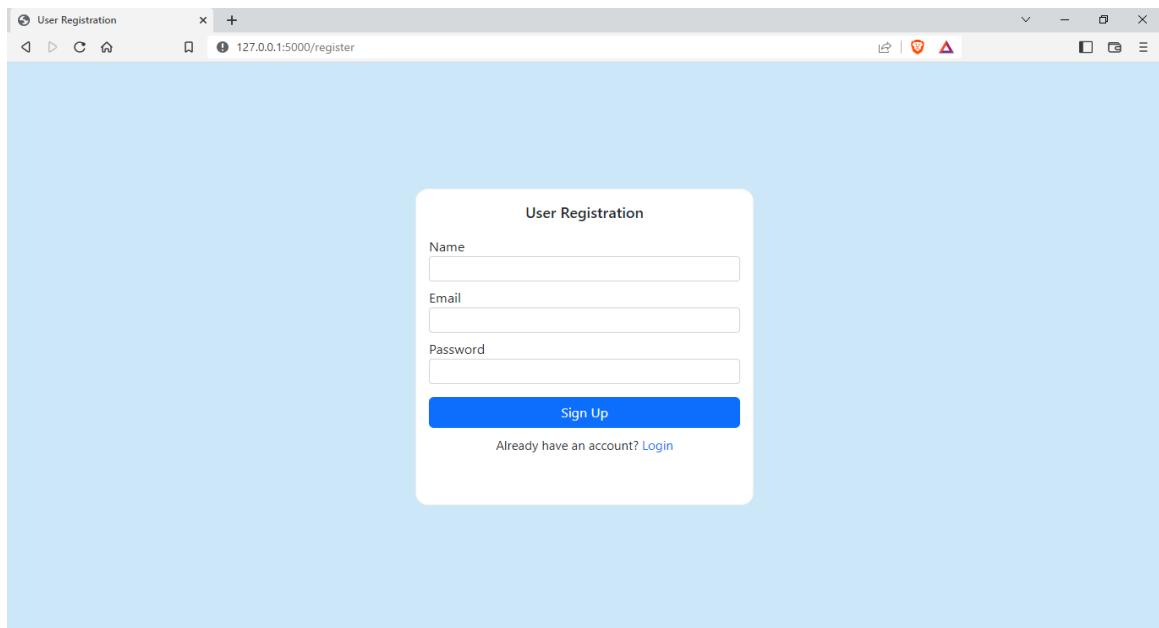 User Registration
127.0.0.1:5000/register
User Registration
Name
Email
Password
Sign Up
Already have an account? Login